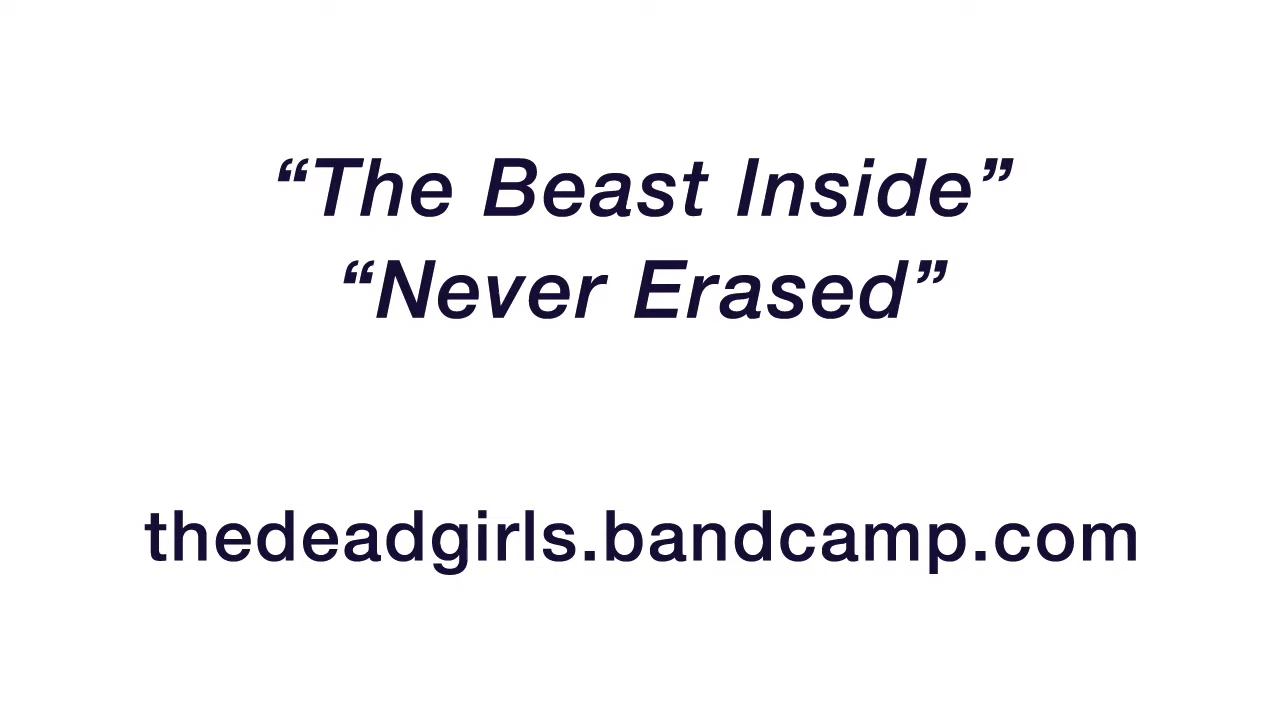 “The Beast Inside”
“Never Erased”
thedeadgirls.bandcamp.com